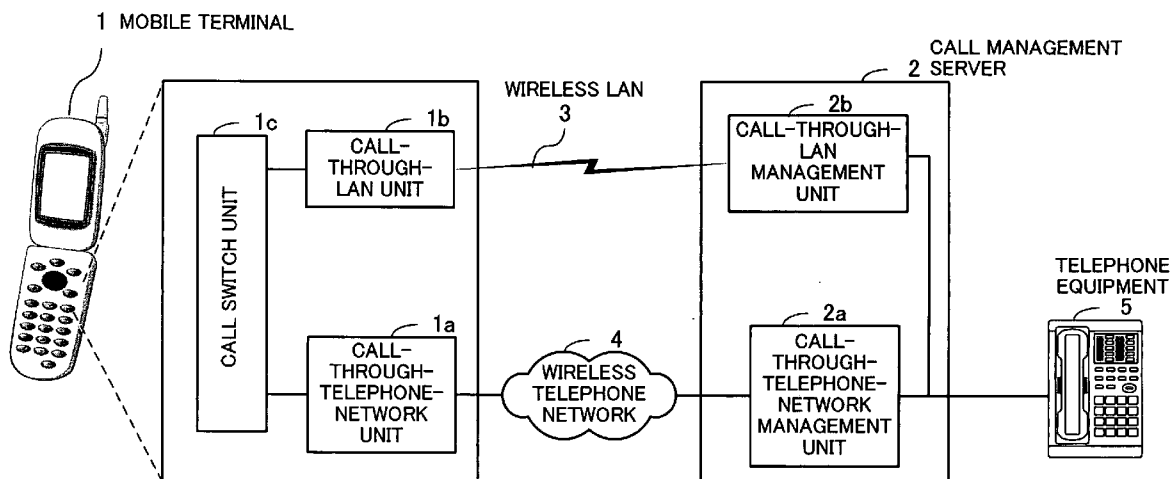 1 MOBILE TERMINAL
CALL MANAGEMENT
2 SERVER
WIRELESS LAN
3
1c
1b
2b
CALL SWITCH UNIT
CALL-
THROUGH-
LAN UNIT
CALL-THROUGH-
LAN
MANAGEMENT
UNIT
1a
CALL-
THROUGH-
TELEPHONE-
NETWORK
UNIT
4
WIRELESS
TELEPHONE
NETWORK
2a
CALL-
THROUGH-
TELEPHONE-
NETWORK
MANAGEMENT
UNIT
TELEPHONE
EQUIPMENT
5